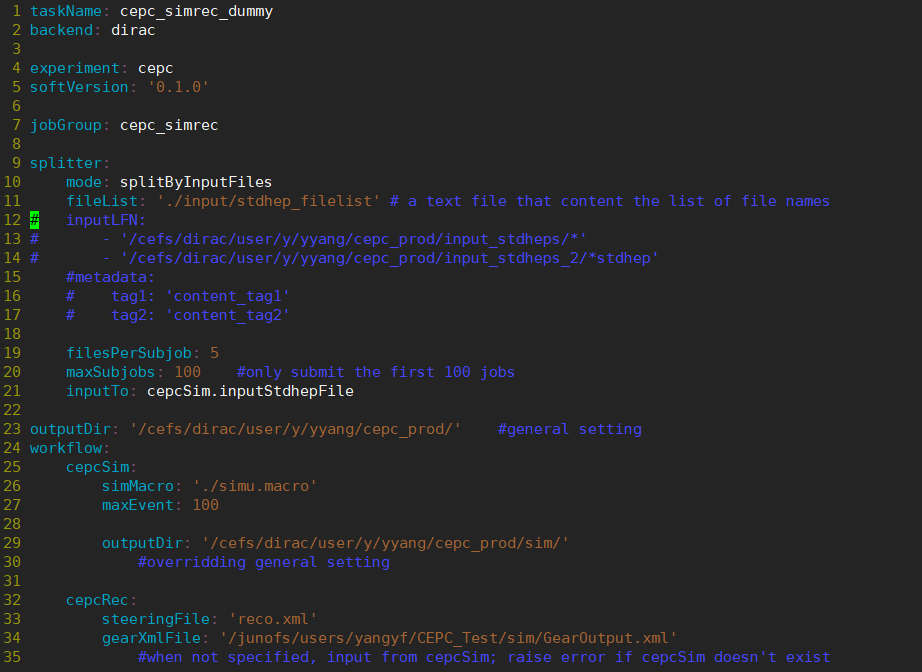 1 taskName: cepc_simrec_dummy
2 backend: dirac
3
4 experiment: cepc
5 softVersion: '0.1.0'
6
7 jobGroup: cepc_simrec
8
9 splitter:
10     mode: splitByInputFiles
11     fileList: './input/stdhep_filelist' # a text file that content the list of file names
12 #   inputLFN:
13 #       - '/cefs/dirac/user/y/yyang/cepc_prod/input_stdheps/*'
14 #       - '/cefs/dirac/user/y/yyang/cepc_prod/input_stdheps_2/*stdhep'
15     #metadata:
16     #    tag1: 'content_tag1'
17     #    tag2: 'content_tag2'
18
19     filesPerSubjob: 5
20     maxSubjobs: 100    #only submit the first 100 jobs
21     inputTo: cepcSim.inputStdhepFile
22
23 outputDir: '/cefs/dirac/user/y/yyang/cepc_prod/'    #general setting
24 workflow:
25     cepcSim:
26         simMacro: './simu.macro'
27         maxEvent: 100
28
29         outputDir: '/cefs/dirac/user/y/yyang/cepc_prod/sim/'
30             #overridding general setting
31
32     cepcRec:
33         steeringFile: 'reco.xml'
34         gearXmlFile: '/junofs/users/yangyf/CEPC_Test/sim/GearOutput.xml'
35             #when not specified, input from cepcSim; raise error if cepcSim doesn't exist